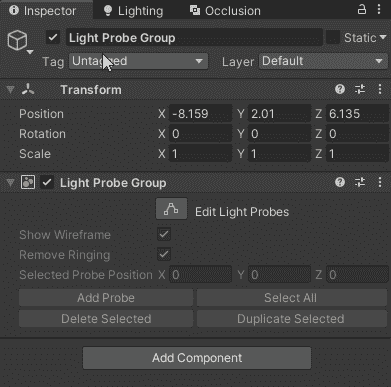 Inspector Lighting Occlusion
Light Probe Group Static
Tag Untagged Layer Default
Transform
Position X -8.159 Y 2.01 Z 6.135
Rotation X 0 Y 0 Z 0
Scale X 1 Y 1 Z 1
Light Probe Group
Edit Light Probes
Show Wireframe
Remove Ringing
Selected Probe Position X 0 Y 0 Z 0
Add Probe Select All
Delete Selected Duplicate Selected
Add Component